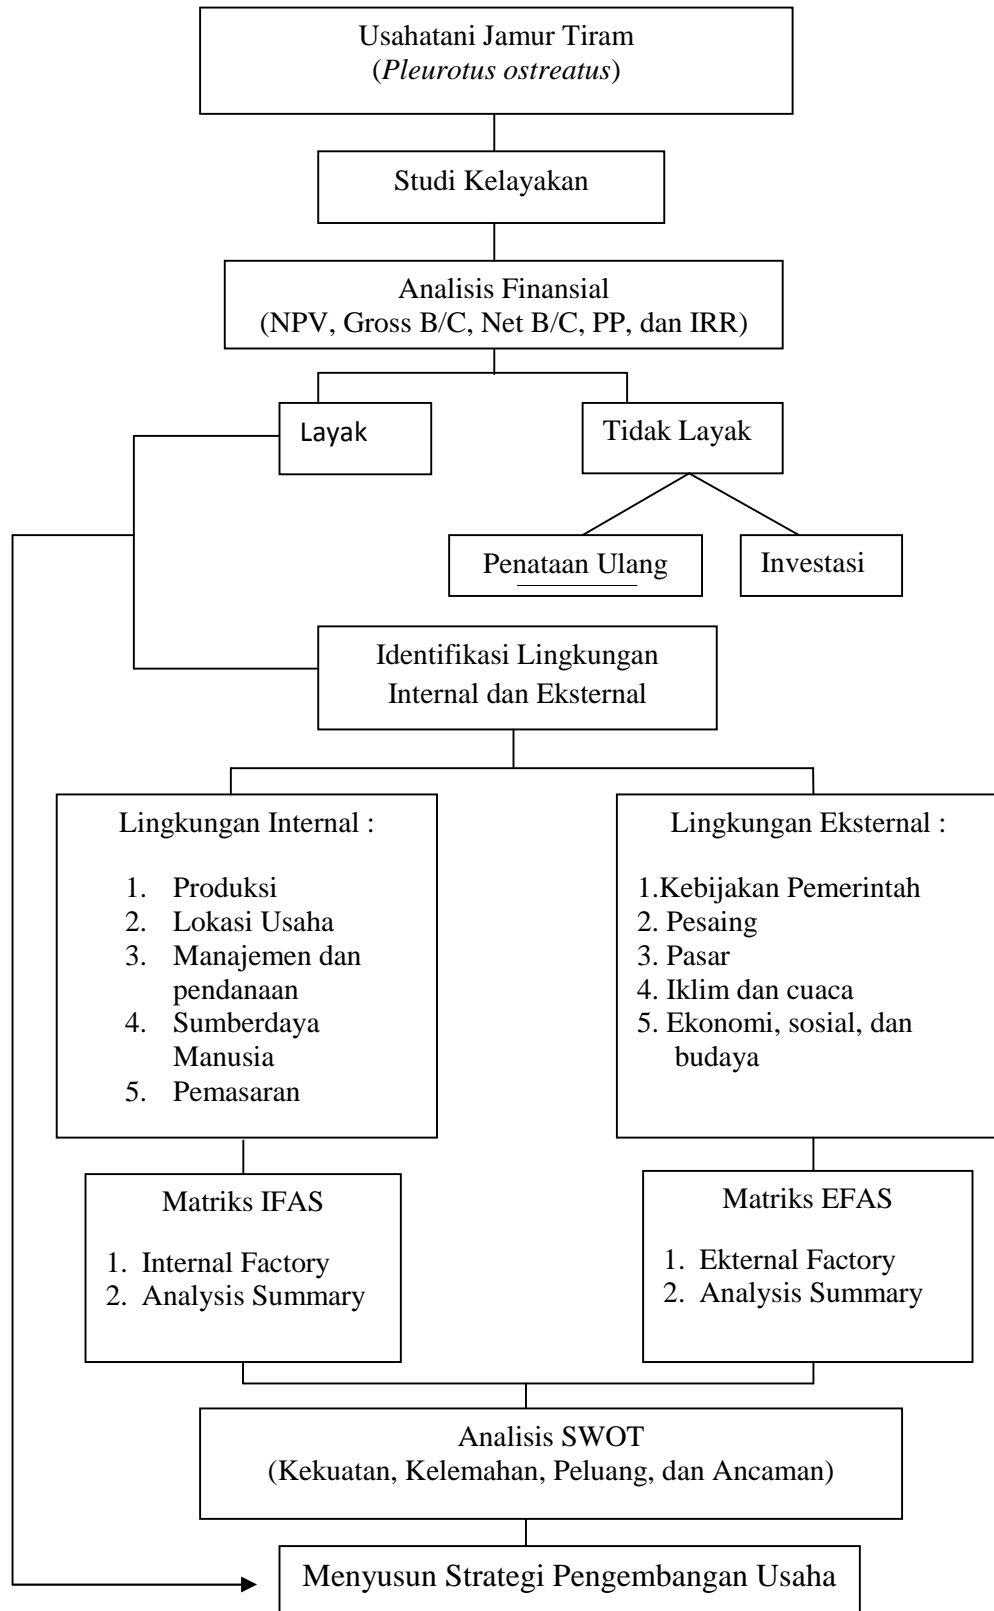 Usahatani Jamur Tiram
(Pleurotus ostreatus)
Studi Kelayakan
Analisis Finansial
(NPV, Gross B/C, Net B/C, PP, dan IRR)
Layak
Tidak Layak
Penataan Ulang
Investasi
Identifikasi Lingkungan
Internal dan Eksternal
Lingkungan Internal :
1. Produksi
2. Lokasi Usaha
3. Manajemen dan
pendanaan
4. Sumberdaya
Manusia
5. Pemasaran
Lingkungan Eksternal :
1.Kebijakan Pemerintah
2. Pesaing
3. Pasar
4. Iklim dan cuaca
5. Ekonomi, sosial, dan
budaya
Matriks IFAS
1. Internal Factory
2. Analysis Summary
Matriks EFAS
1. Ekternal Factory
2. Analysis Summary
Analisis SWOT
(Kekuatan, Kelemahan, Peluang, dan Ancaman)
Menyusun Strategi Pengembangan Usaha